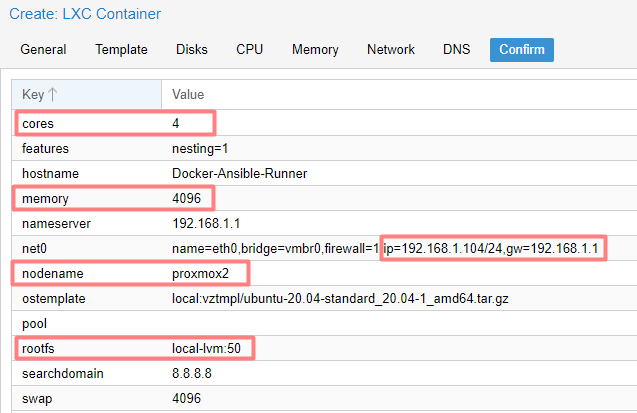 Create: LXC Container
General Template Disks CPU Memory Network DNS Confirm
Key ↑ Value
cores 4
features nesting=1
hostname Docker-Ansible-Runner
memory 4096
nameserver 192.168.1.1
net0 name=eth0,bridge=vmbr0,firewall=1,ip=192.168.1.104/24,gw=192.168.1.1
nodename proxmox2
ostemplate local:vztmpl/ubuntu-20.04-standard_20.04-1_amd64.tar.gz
pool
rootfs local-lvm:50
searchdomain 8.8.8.8
swap 4096